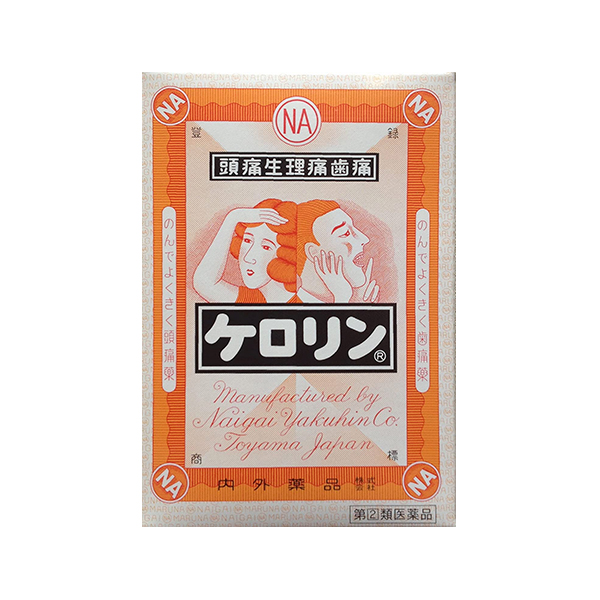 NA
NA
NA
登
録
頭痛生理痛歯痛
のんでよくきく頭痛薬
のんでよくきく歯痛薬
ケロリン®
Manufactured by
Naigai Yakuhin Co.
Toyama Japan
商
標
NA
内外薬品株式会社
NA
指②類医薬品